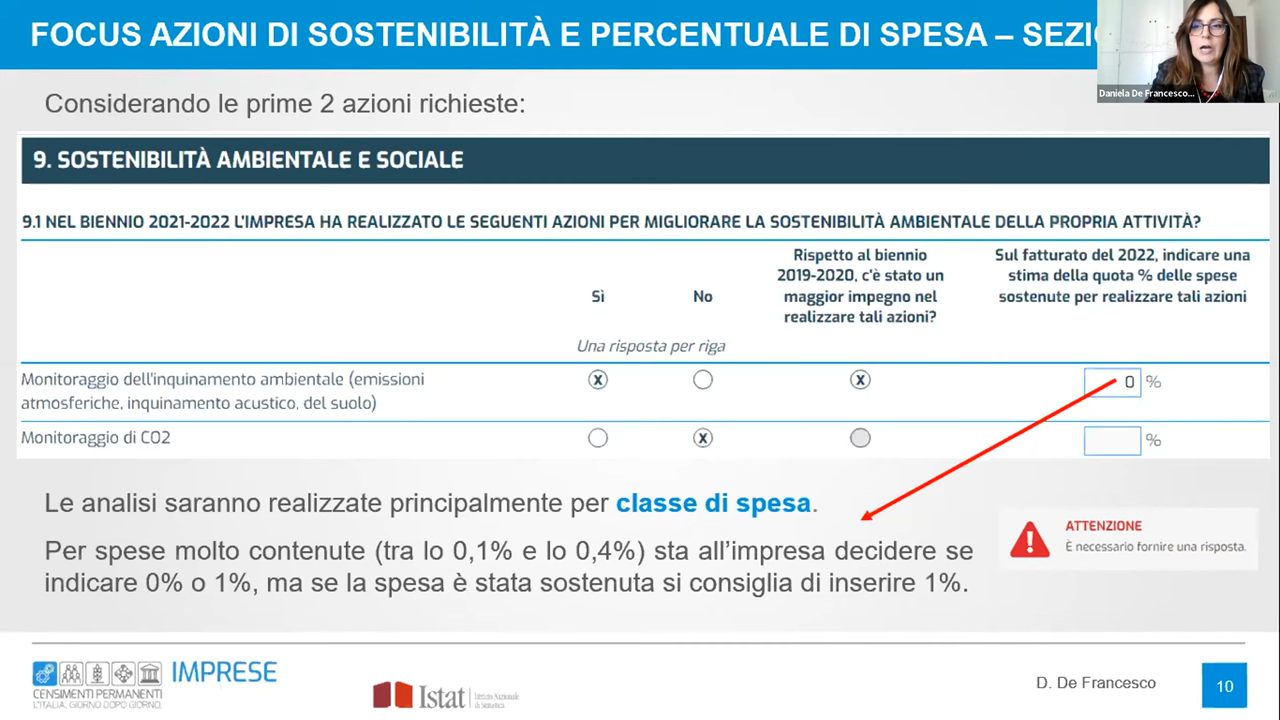 FOCUS AZIONI DI SOSTENIBILITÀ E PERCENTUALE DI SPESA – SEZI
Daniela De Francesco...
Considerando le prime 2 azioni richieste:
9. SOSTENIBILITÀ AMBIENTALE E SOCIALE
9.1 NEL BIENNIO 2021-2022 L'IMPRESA HA REALIZZATO LE SEGUENTI AZIONI PER MIGLIORARE LA SOSTENIBILITÀ AMBIENTALE DELLA PROPRIA ATTIVITÀ?
Sì
No
Rispetto al biennio
2019-2020, c'è stato un
maggior impegno nel
realizzare tali azioni?
Sul fatturato del 2022, indicare una
stima della quota % delle spese
sostenute per realizzare tali azioni
Una risposta per riga
Monitoraggio dell'inquinamento ambientale (emissioni
atmosferiche, inquinamento acustico, del suolo)
X
X
0 %
Monitoraggio di CO2
X
%
Le analisi saranno realizzate principalmente per classe di spesa.
Per spese molto contenute (tra lo 0,1% e lo 0,4%) sta all'impresa decidere se
indicare 0% o 1%, ma se la spesa è stata sostenuta si consiglia di inserire 1%.
ATTENZIONE
È necessario fornire una risposta.
IMPRESE
CENSIMENTI PERMANENTI
L'ITALIA, GIORNO DOPO GIORNO.
Istat
Istituto Nazionale
di Statistica
D. De Francesco
10